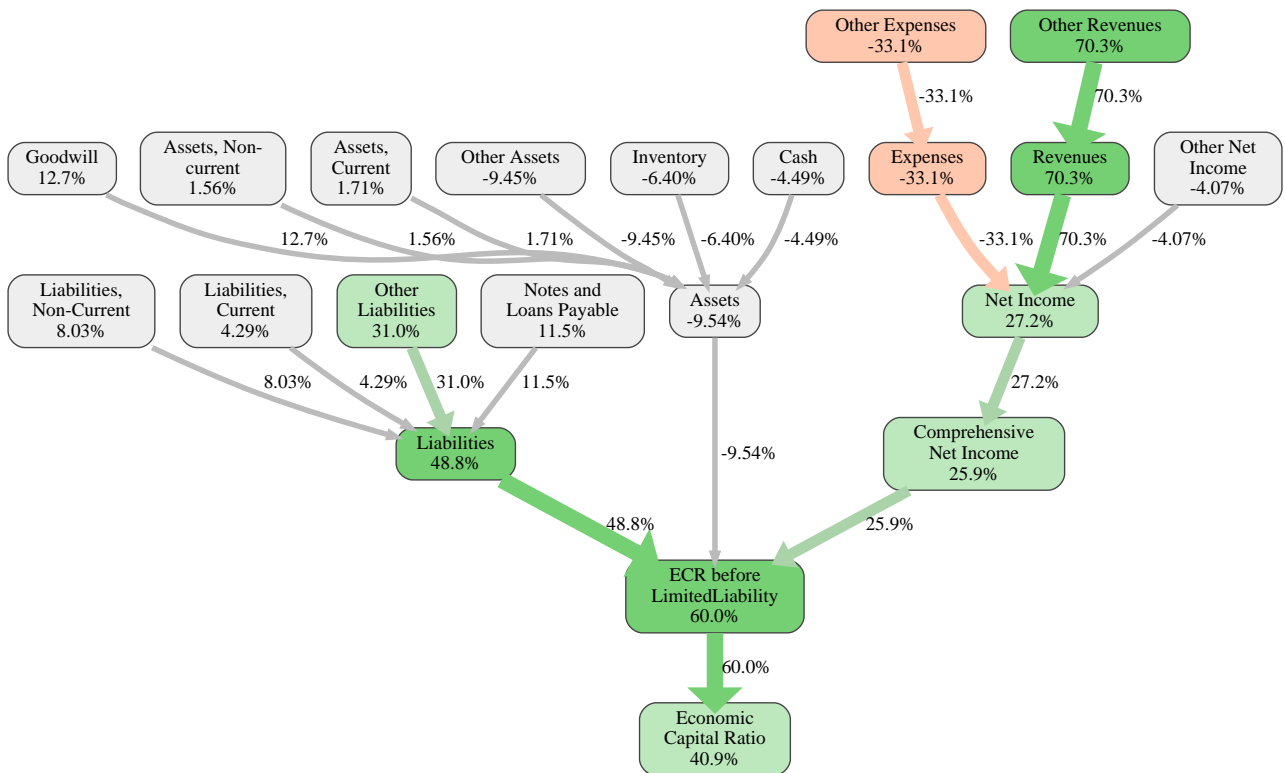 Other Expenses
-33.1%
Other Revenues
70.3%
-33.1%
70.3%
Goodwill
12.7%
Assets, Non-
current
1.56%
Assets,
Current
1.71%
Other Assets
-9.45%
Inventory
-6.40%
Cash
-4.49%
Expenses
-33.1%
Revenues
70.3%
Other Net
Income
-4.07%
12.7%
1.56%
1.71%
-9.45%
-6.40%
-4.49%
-33.1%
70.3%
-4.07%
Liabilities,
Non-Current
8.03%
Liabilities,
Current
4.29%
Other
Liabilities
31.0%
Notes and
Loans Payable
11.5%
Assets
-9.54%
Net Income
27.2%
8.03%
4.29%
31.0%
11.5%
27.2%
Liabilities
48.8%
-9.54%
Comprehensive
Net Income
25.9%
48.8%
25.9%
ECR before
LimitedLiability
60.0%
60.0%
Economic
Capital Ratio
40.9%